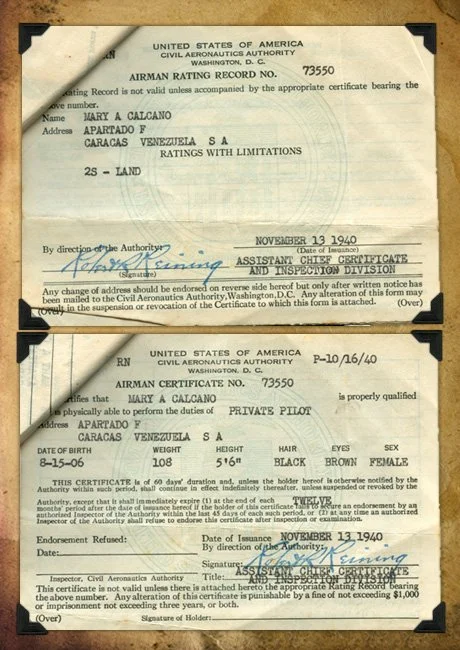 UNITED STATES OF AMERICA
RN CIVIL AERONAUTICS AUTHORITY
WASHINGTON, D. C.
AIRMAN RATING RECORD NO. 73550
Rating Record is not valid unless accompanied by the appropriate certificate bearing the
above number.
Name MARY A CALCANO
Address APARTADO F
CARACAS VENEZUELA S A
RATINGS WITH LIMITATIONS
2S - LAND
NOVEMBER 13 1940
By direction of the Authority: (Date of Issuance)
Robert R Reining ASSISTANT CHIEF CERTIFICATE
(Signature) AND INSPECTION DIVISION
Any change of address should be endorsed on reverse side hereof but only after written notice has
been mailed to the Civil Aeronautics Authority, Washington, D.C. Any alteration of this form may
result in the suspension or revocation of the Certificate to which this form is attached.
(Over) (Over)
UNITED STATES OF AMERICA P-10/16/40
RN CIVIL AERONAUTICS AUTHORITY
WASHINGTON, D. C.
AIRMAN CERTIFICATE NO. 73550
certifies that MARY A CALCANO is properly qualified
is physically able to perform the duties of PRIVATE PILOT
Address APARTADO F
CARACAS VENEZUELA S A
DATE OF BIRTH WEIGHT HEIGHT HAIR EYES SEX
8-15-06 108 5'6" BLACK BROWN FEMALE
THIS CERTIFICATE is of 60 days' duration and, unless the holder hereof is otherwise notified by the
Authority within such period, shall continue in effect indefinitely thereafter, unless suspended or revoked by the
Authority, except that it shall immediately expire (1) at the end of each TWELVE
months' period after the date of issuance hereof if the holder of this certificate fails to secure an endorsement by an
authorized Inspector of the Authority within the last 45 days of each such period, or (2) at any time an authorized
Inspector of the Authority shall refuse to endorse this certificate after inspection or examination.
Endorsement Refused: Date of Issuance NOVEMBER 13 1940
Date: By direction of the Authority:
Signature: Robert R Reining
ASSISTANT CHIEF CERTIFICATE
Inspector, Civil Aeronautics Authority Title: AND INSPECTION DIVISION
This certificate is not valid unless there is attached hereto the appropriate Rating Record bearing
the above number. Any alteration of this certificate is punishable by a fine of not exceeding $1,000
or imprisonment not exceeding three years, or both.
(Over) Signature of Holder: